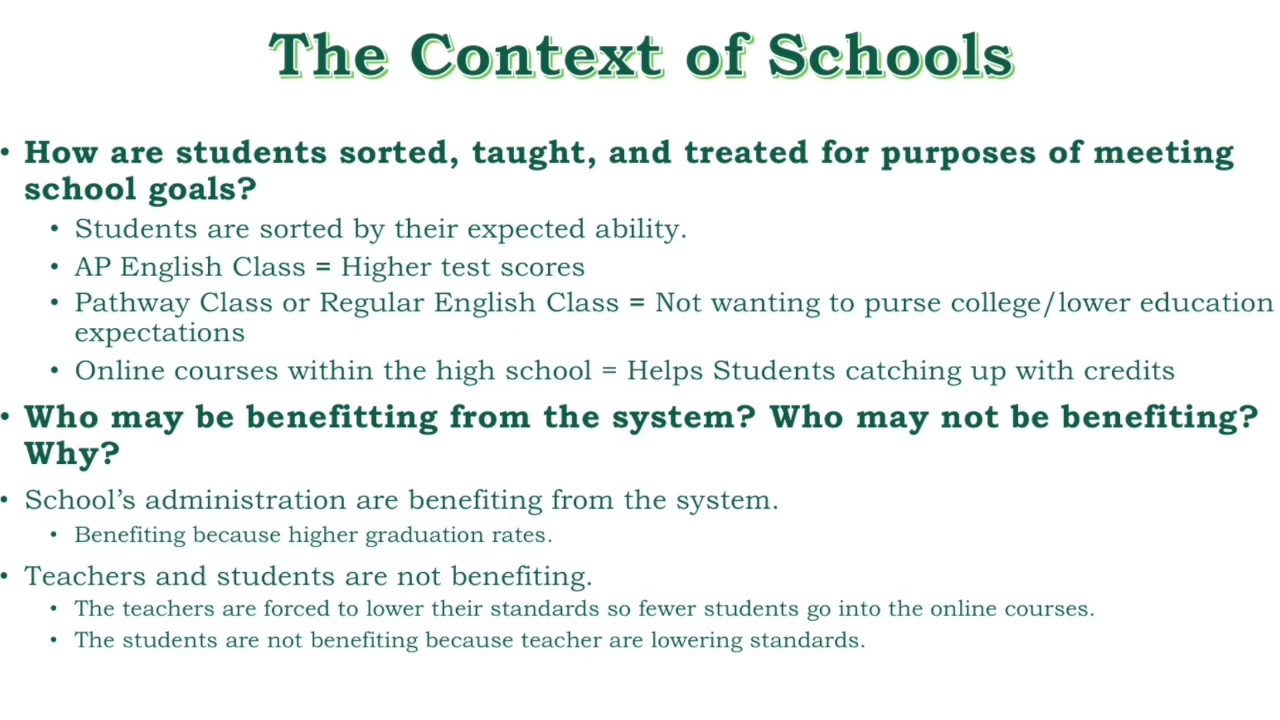 The Context of Schools
• How are students sorted, taught, and treated for purposes of meeting
school goals?
• Students are sorted by their expected ability.
• AP English Class = Higher test scores
• Pathway Class or Regular English Class = Not wanting to purse college/lower education
expectations
• Online courses within the high school = Helps Students catching up with credits
• Who may be benefitting from the system? Who may not be benefiting?
Why?
• School’s administration are benefiting from the system.
• Benefiting because higher graduation rates.
• Teachers and students are not benefiting.
• The teachers are forced to lower their standards so fewer students go into the online courses.
• The students are not benefiting because teacher are lowering standards.